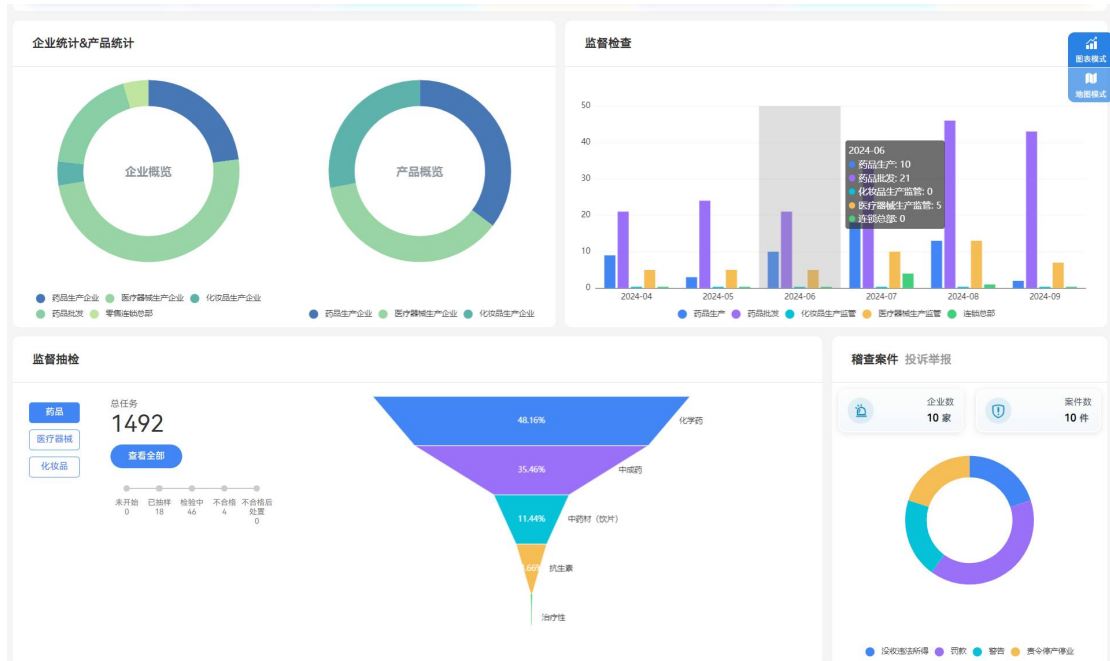 企业统计&产品统计
企业概览
产品概览
药品生产企业 医疗器械生产企业 化妆品生产企业
药品批发 零售连锁总部
药品生产企业 医疗器械生产企业 化妆品生产企业
监督检查
图表模式
地图模式
50
40
30
20
10
0
2024-06
药品生产: 10
药品批发: 21
化妆品生产监管: 0
医疗器械生产监管: 5
连锁总部: 0
2024-04 2024-05 2024-06 2024-07 2024-08 2024-09
药品生产 药品批发 化妆品生产监管 医疗器械生产监管 连锁总部
监督抽检
药品
医疗器械
化妆品
总任务
1492
查看全部
未开始 已抽样 检验中 不合格 不合格后处置
0 18 46 4 0
48.16% 化学药
35.46% 中成药
11.44% 中药材（饮片）
.66% 抗生素
治疗性
稽查案件 投诉举报
企业数
10 家
案件数
10 件
没收违法所得 罚款 警告 责令停产停业